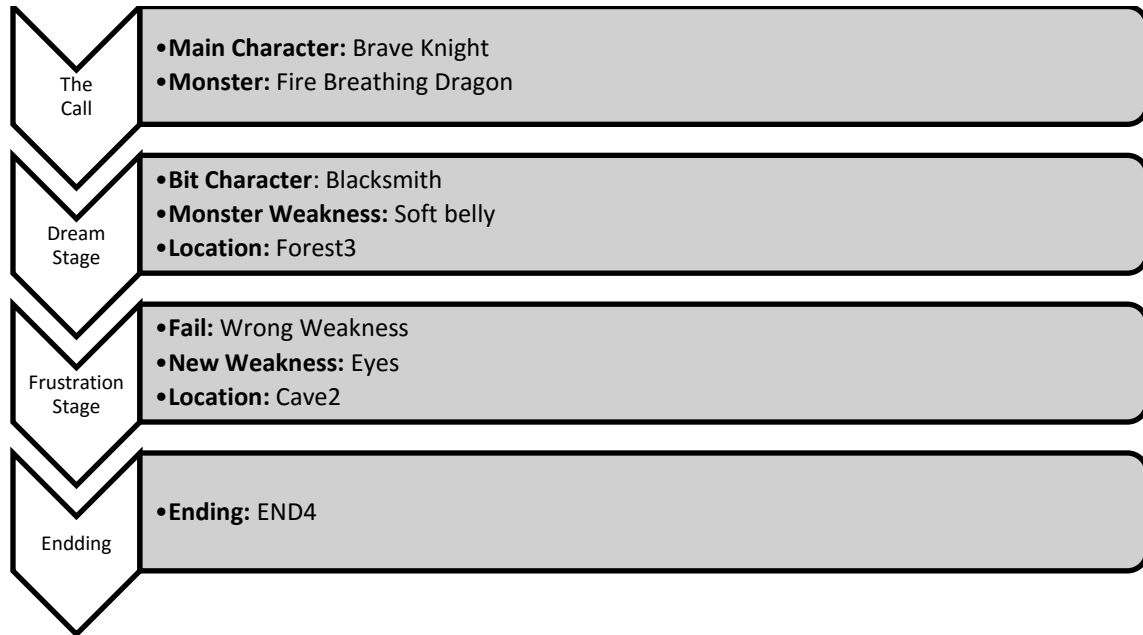 The
Call
•Main Character: Brave Knight
•Monster: Fire Breathing Dragon
Dream
Stage
•Bit Character: Blacksmith
•Monster Weakness: Soft belly
•Location: Forest3
Frustration
Stage
•Fail: Wrong Weakness
•New Weakness: Eyes
•Location: Cave2
Endding
•Ending: END4